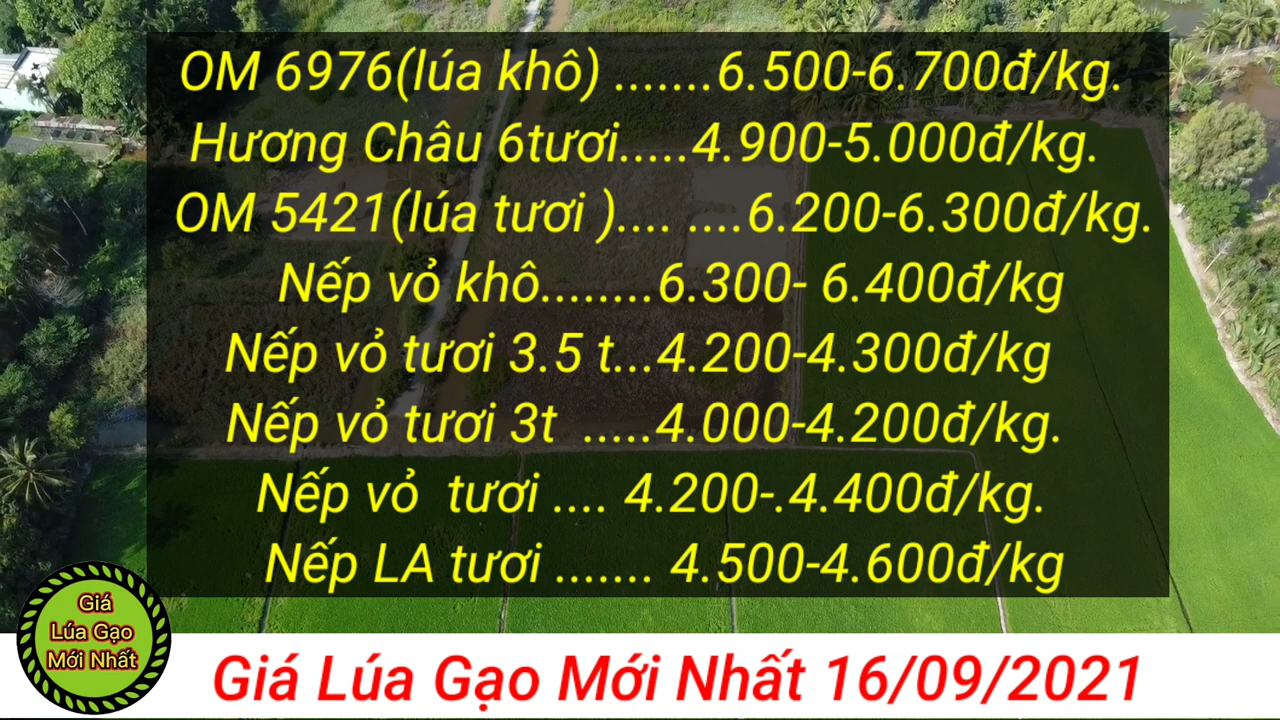 OM 6976(lúa khô) .......6.500-6.700đ/kg.
Hương Châu 6tươi.....4.900-5.000đ/kg.
OM 5421(lúa tươi ).... ....6.200-6.300đ/kg.
Nếp vỏ khô........6.300- 6.400đ/kg
Nếp vỏ tươi 3.5 t...4.200-4.300đ/kg
Nếp vỏ tươi 3t .....4.000-4.200đ/kg.
Nếp vỏ  tươi .... 4.200-.4.400đ/kg.
Nếp LA tươi ....... 4.500-4.600đ/kg
Giá
Lúa Gạo
Mới Nhất
Giá Lúa Gạo Mới Nhất 16/09/2021